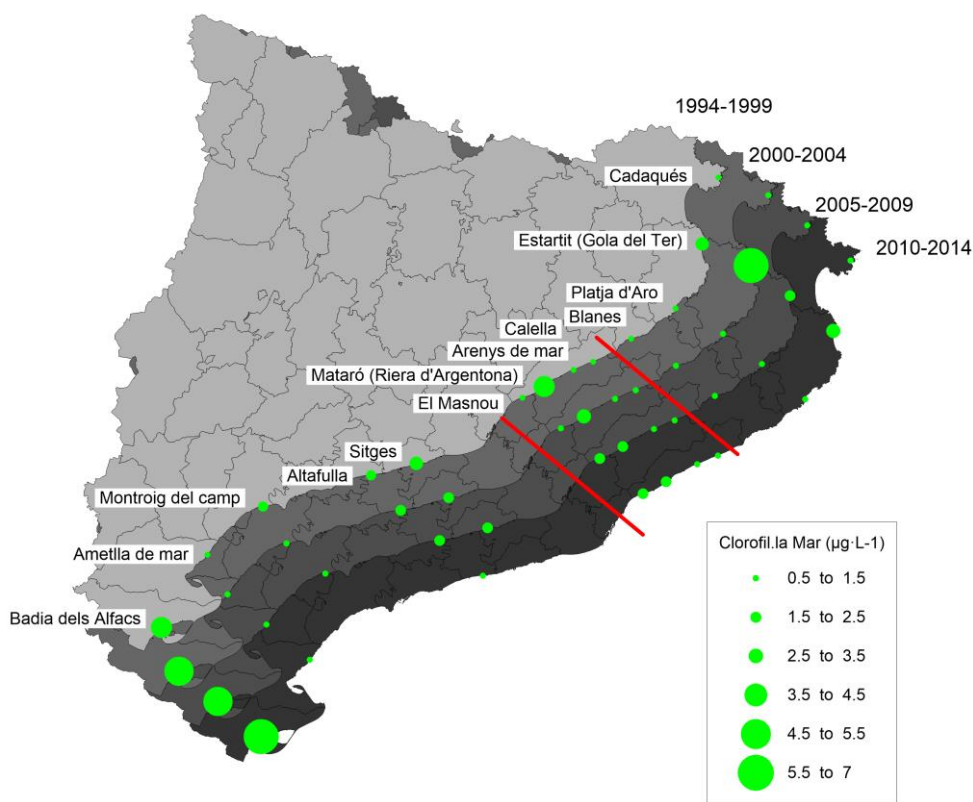 1994-1999
2000-2004
Cadaqués
2005-2009
Estartit (Gola del Ter)
2010-2014
Platja d'Aro
Blanes
Calella
Arenys de mar
Mataró (Riera d'Argentona)
El Masnou
Sitges
Altafulla
Montroig del camp
Ametlla de mar
Badia dels Alfacs
Clorofil.la Mar (µg·L-1)
0.5 to 1.5
1.5 to 2.5
2.5 to 3.5
3.5 to 4.5
4.5 to 5.5
5.5 to 7